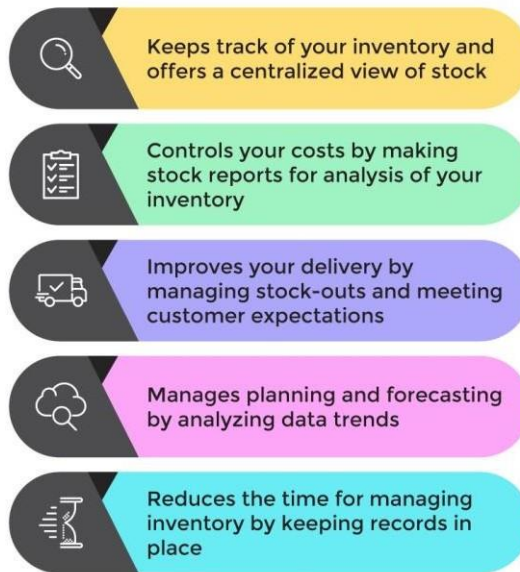 Keeps track of your inventory and
offers a centralized view of stock
Controls your costs by making
stock reports for analysis of your
inventory
Improves your delivery by
managing stock-outs and meeting
customer expectations
Manages planning and forecasting
by analyzing data trends
Reduces the time for managing
inventory by keeping records in
place